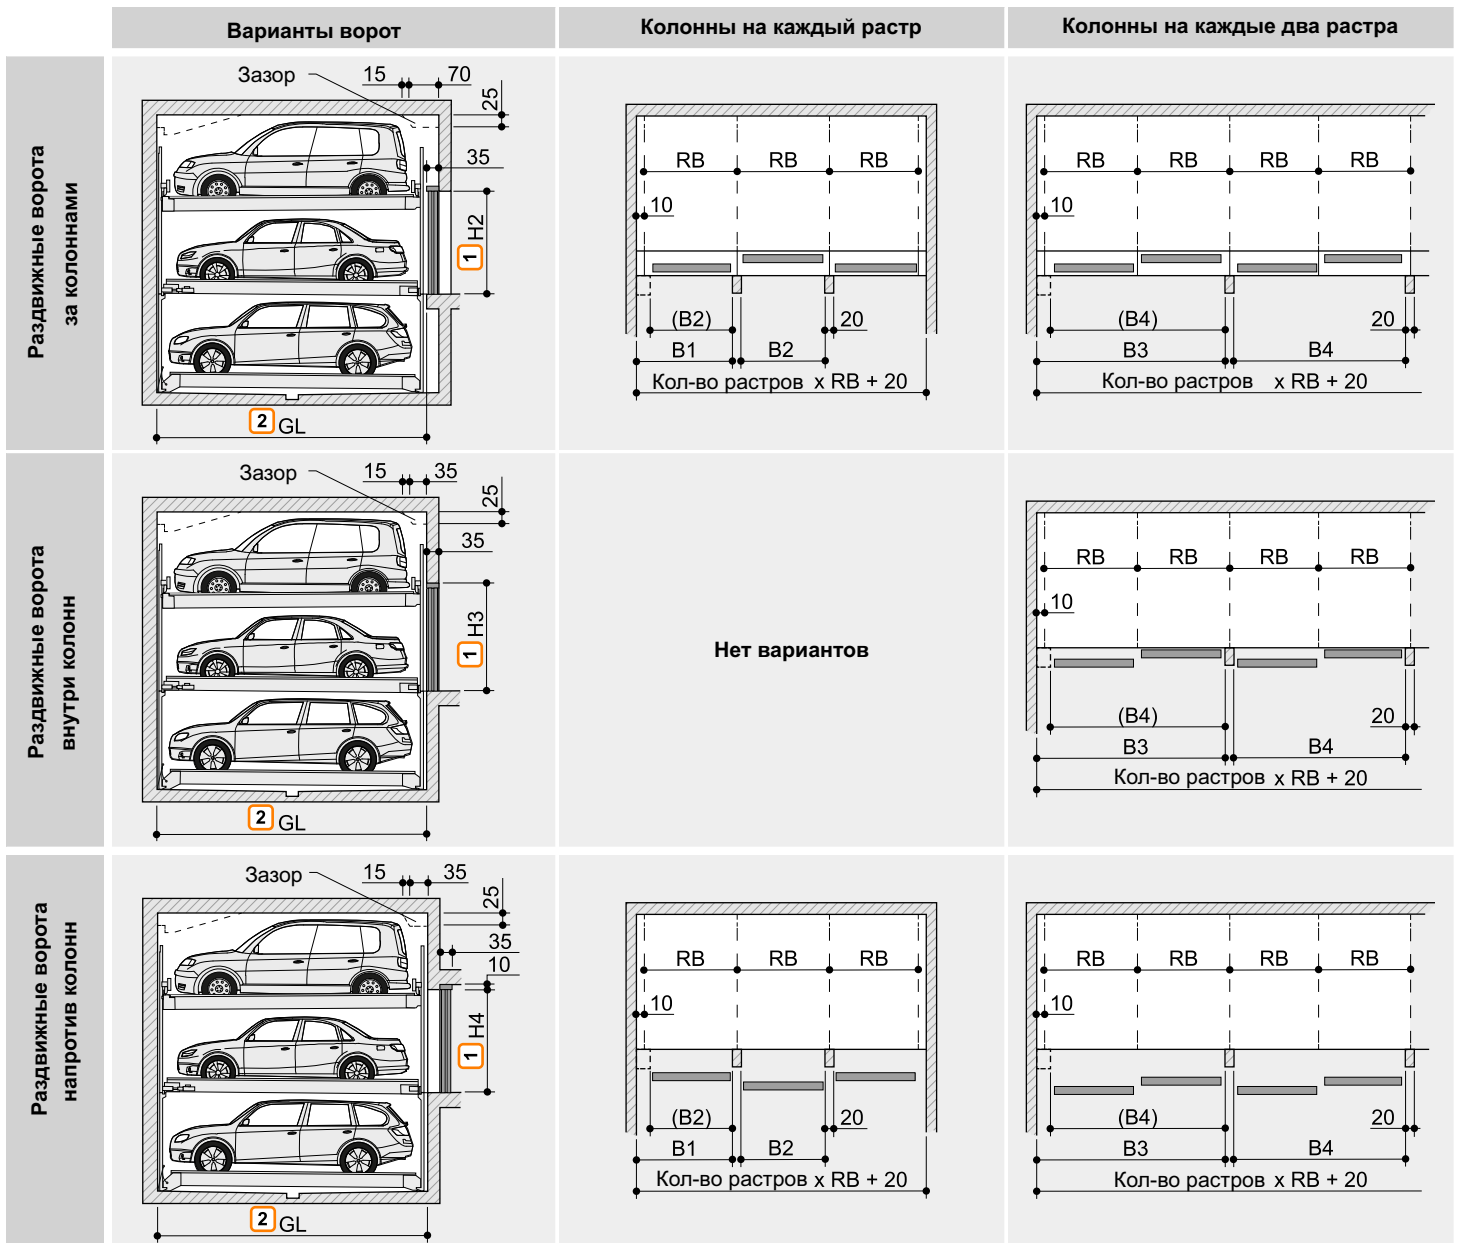 Варианты ворот
Колонны на каждый растр
Колонны на каждые два растра
Раздвижные ворота
за колоннами
Зазор
15
70
25
35
1 H2
2 GL
RB
RB
RB
10
(B2)
20
B1
B2
Кол-во растров x RB + 20
RB
RB
RB
RB
10
(B4)
20
B3
B4
Кол-во растров x RB + 20
Раздвижные ворота
внутри колонн
Зазор
15
35
25
35
1 H3
2 GL
Нет вариантов
RB
RB
RB
RB
10
(B4)
20
B3
B4
Кол-во растров x RB + 20
Раздвижные ворота
напротив колонн
Зазор
15
35
25
35
10
1 H4
2 GL
RB
RB
RB
10
(B2)
20
B1
B2
Кол-во растров x RB + 20
RB
RB
RB
RB
10
(B4)
20
B3
B4
Кол-во растров x RB + 20